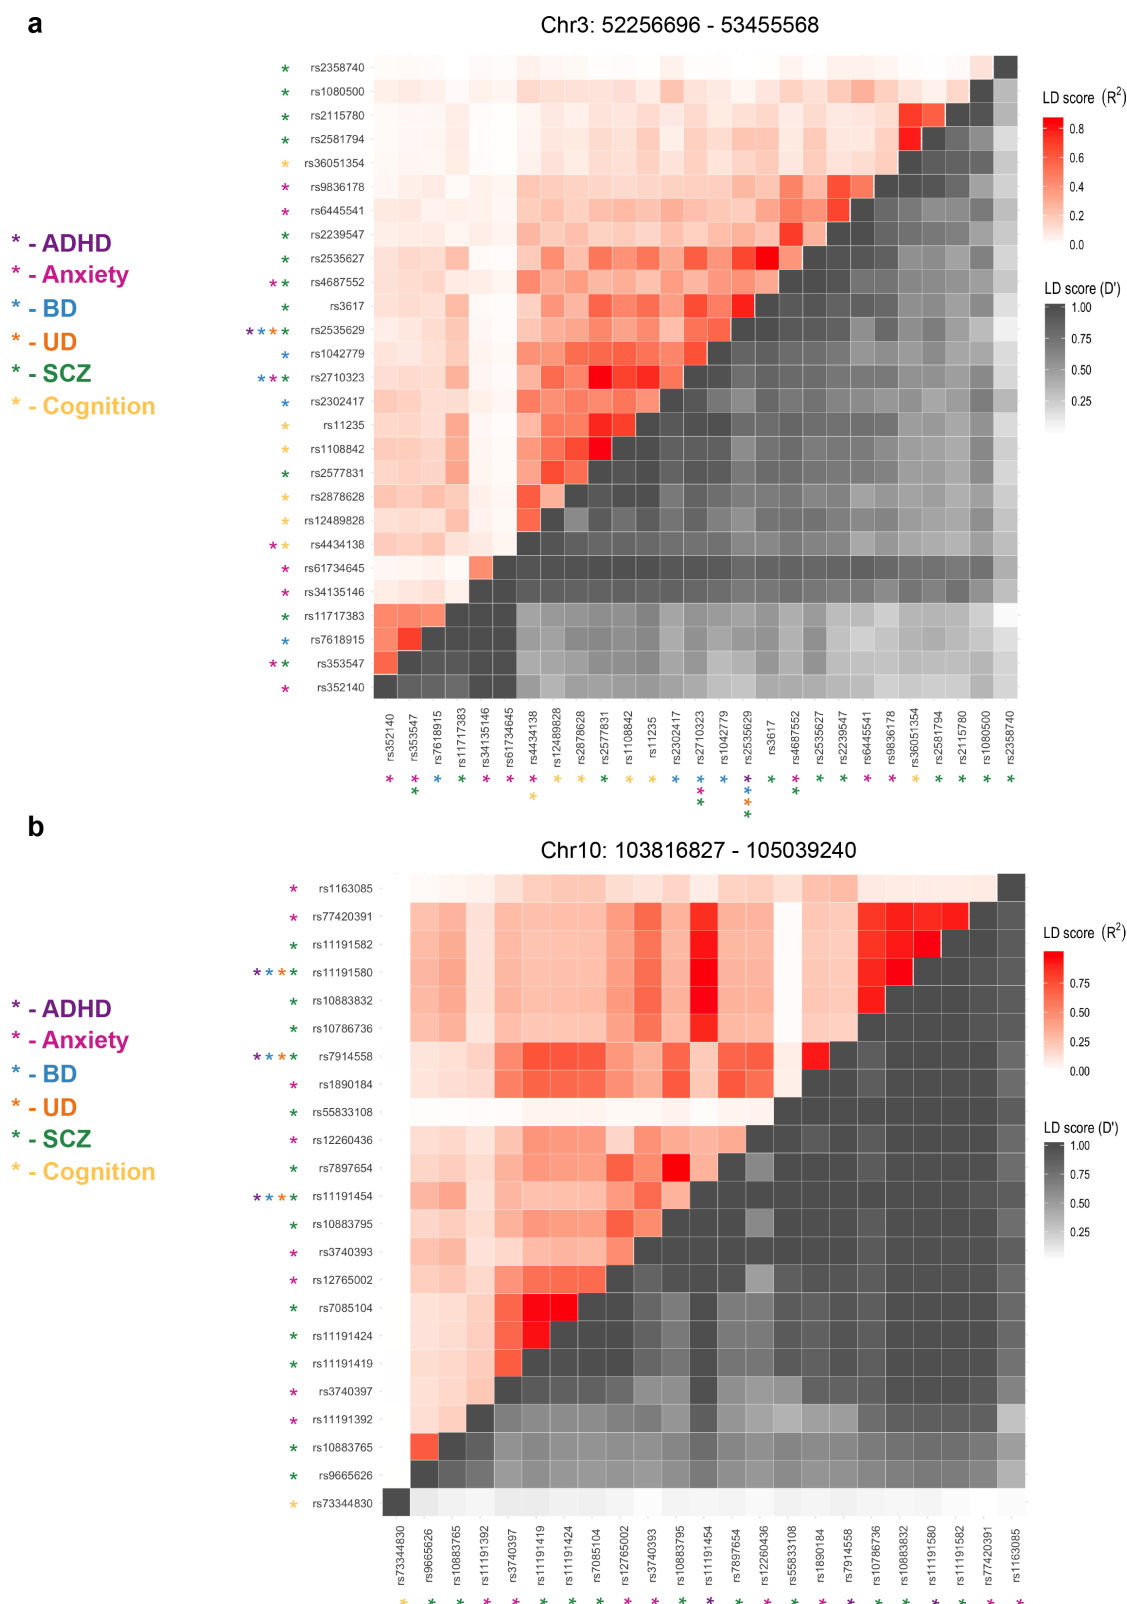 a
Chr3: 52256696 - 53455568
* rs2358740
* rs1080500
* rs2115780
* rs2581794
* rs36051354
* rs9836178
* rs6445541
* rs2239547
* rs2535627
* * rs4687552
* rs3617
* * * * rs2535629
* rs1042779
* * * rs2710323
* rs2302417
* rs11235
* rs1108842
* rs2577831
* rs2878628
* rs12489828
* * rs4434138
* rs61734645
* rs34135146
* rs11717383
* rs7618915
* * rs353547
* rs352140
* - ADHD
* - Anxiety
* - BD
* - UD
* - SCZ
* - Cognition
LD score (R²)
0.8
0.6
0.4
0.2
0.0
LD score (D')
1.00
0.75
0.50
0.25
rs352140
rs353547
rs7618915
rs11717383
rs34135146
rs61734645
rs4434138
rs12489828
rs2878628
rs2577831
rs1108842
rs11235
rs2302417
rs2710323
rs1042779
rs2535629
rs3617
rs4687552
rs2535627
rs2239547
rs6445541
rs9836178
rs36051354
rs2581794
rs2115780
rs1080500
rs2358740
b
Chr10: 103816827 - 105039240
* rs1163085
* rs77420391
* rs11191582
* * * * rs11191580
* rs10883832
* rs10786736
* * * * rs7914558
* rs1890184
* rs55833108
* rs12260436
* rs7897654
* * * * rs11191454
* rs10883795
* rs3740393
* rs12765002
* rs7085104
* rs11191424
* rs11191419
* rs3740397
* rs11191392
* rs10883765
* rs9665626
* rs73344830
* - ADHD
* - Anxiety
* - BD
* - UD
* - SCZ
* - Cognition
LD score (R²)
0.75
0.50
0.25
0.00
LD score (D')
1.00
0.75
0.50
0.25
rs73344830
rs9665626
rs10883765
rs11191392
rs3740397
rs11191419
rs11191424
rs7085104
rs12765002
rs3740393
rs10883795
rs11191454
rs7897654
rs12260436
rs55833108
rs1890184
rs7914558
rs10786736
rs10883832
rs11191580
rs11191582
rs77420391
rs1163085